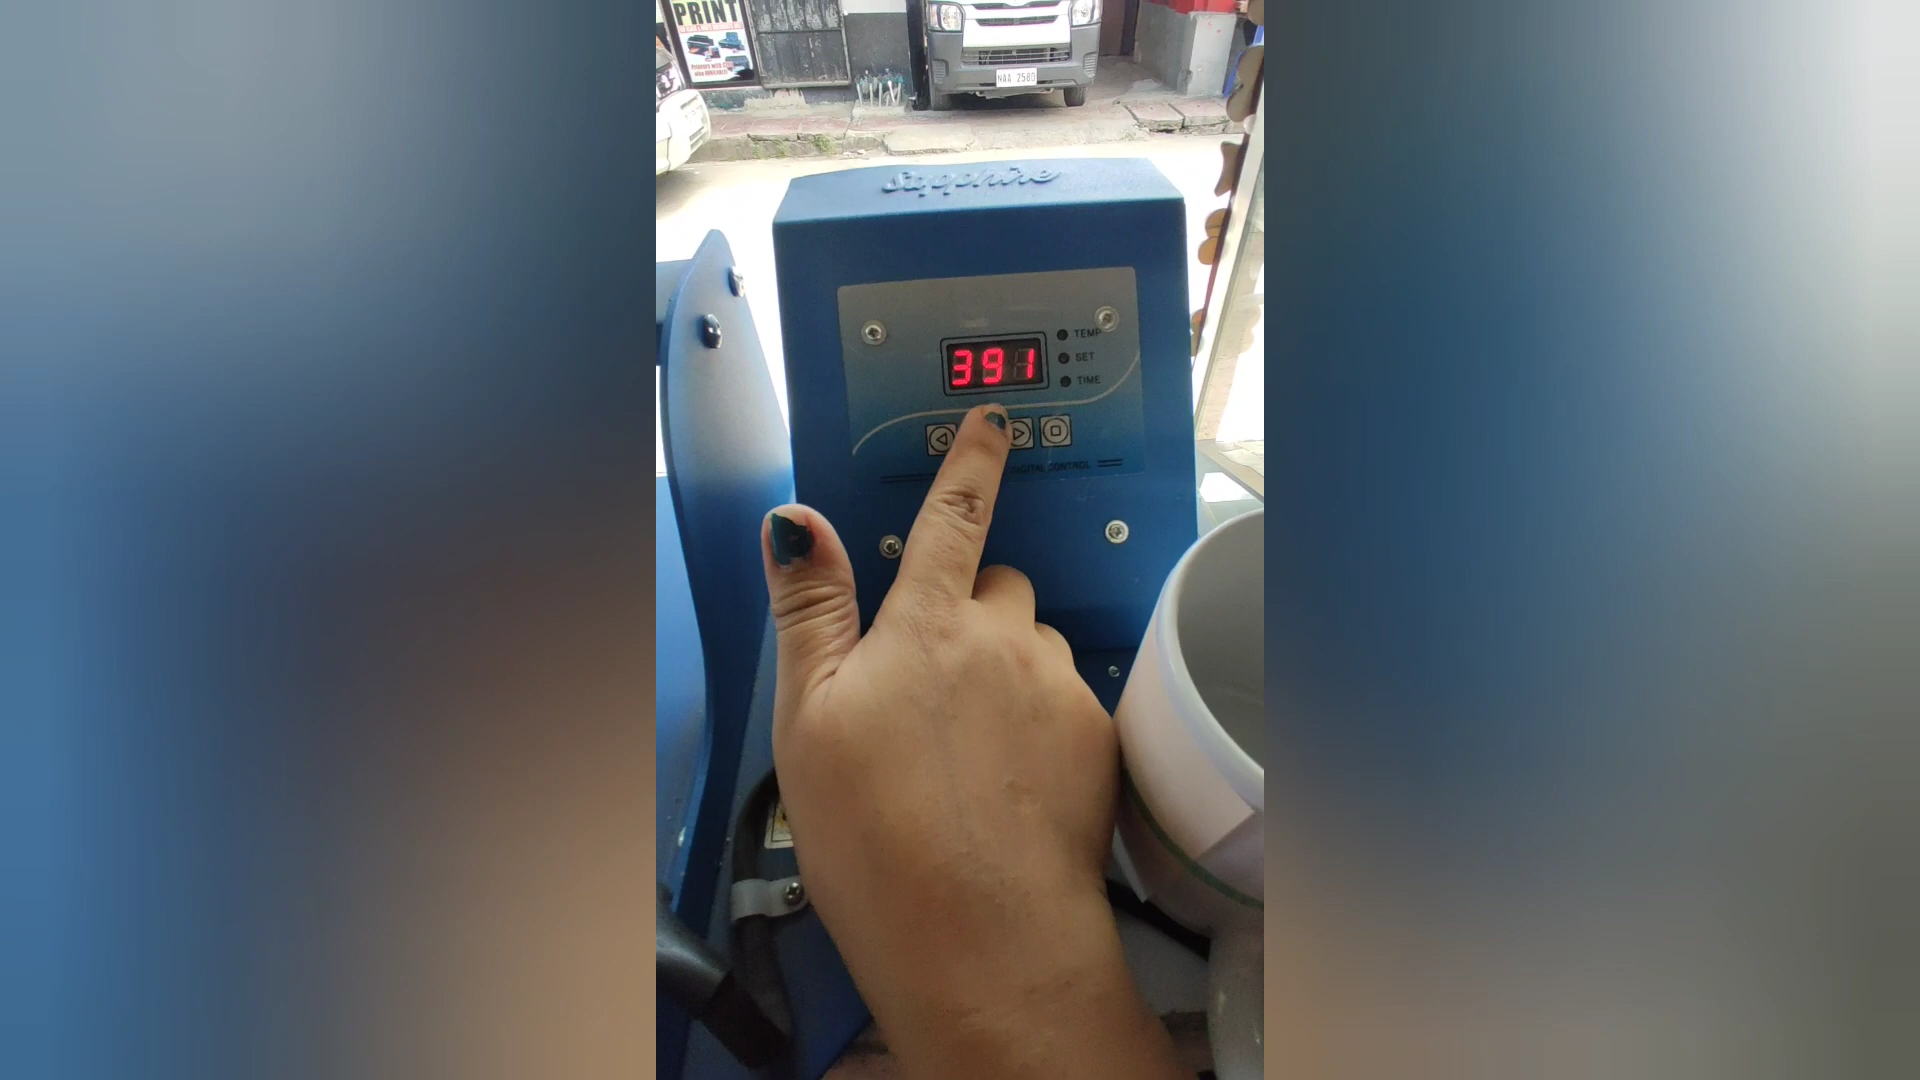 PRINT
NAA 2580
Sapphire
TEMP
391
SET
TIME
DIGITAL CONTROL